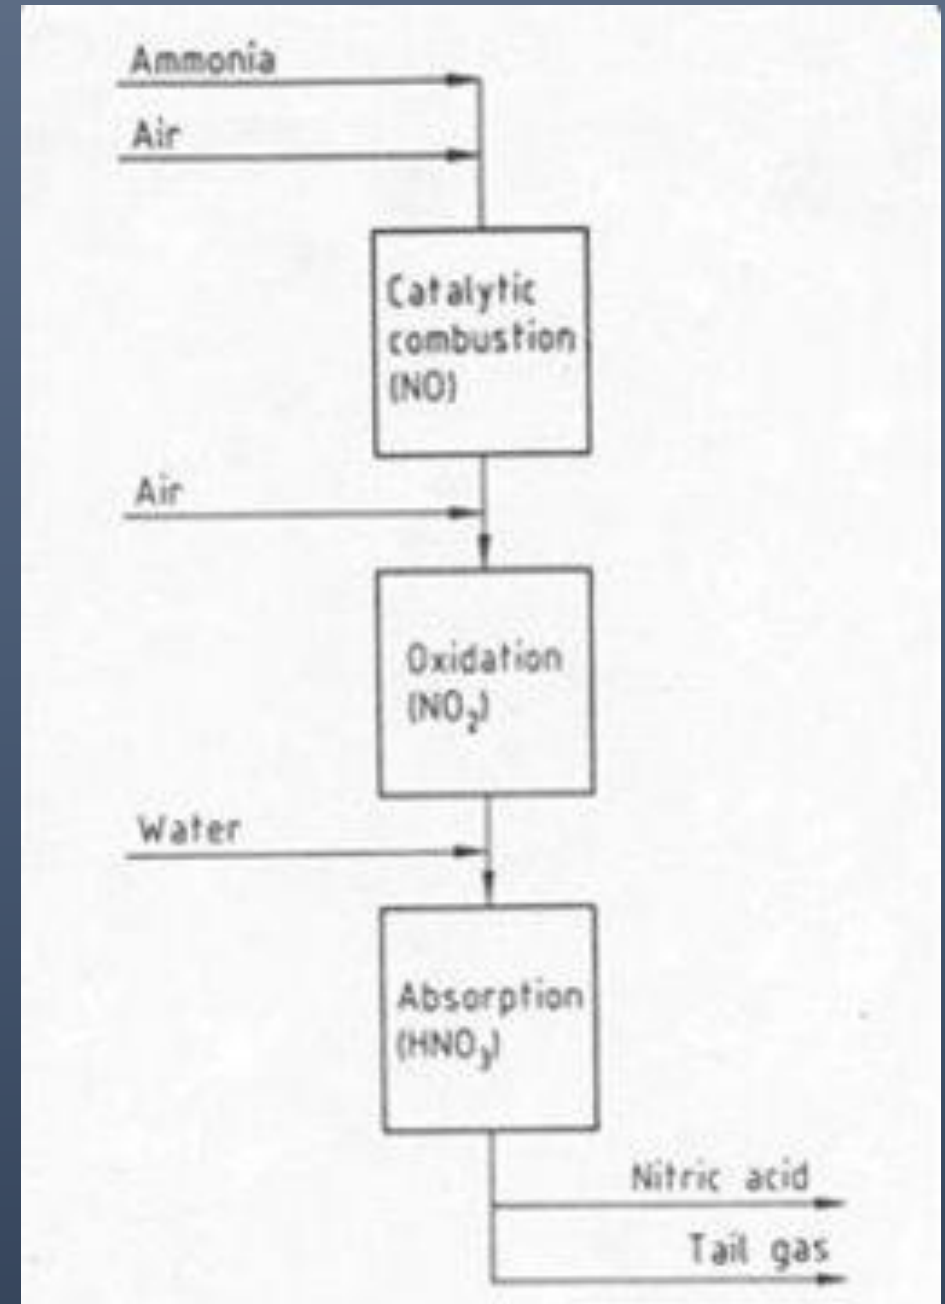 Ammonia
Air
Catalytic
combustion
(NO)
Air
Oxidation
(NO₂)
Water
Absorption
(HNO₃)
Nitric acid
Tail gas